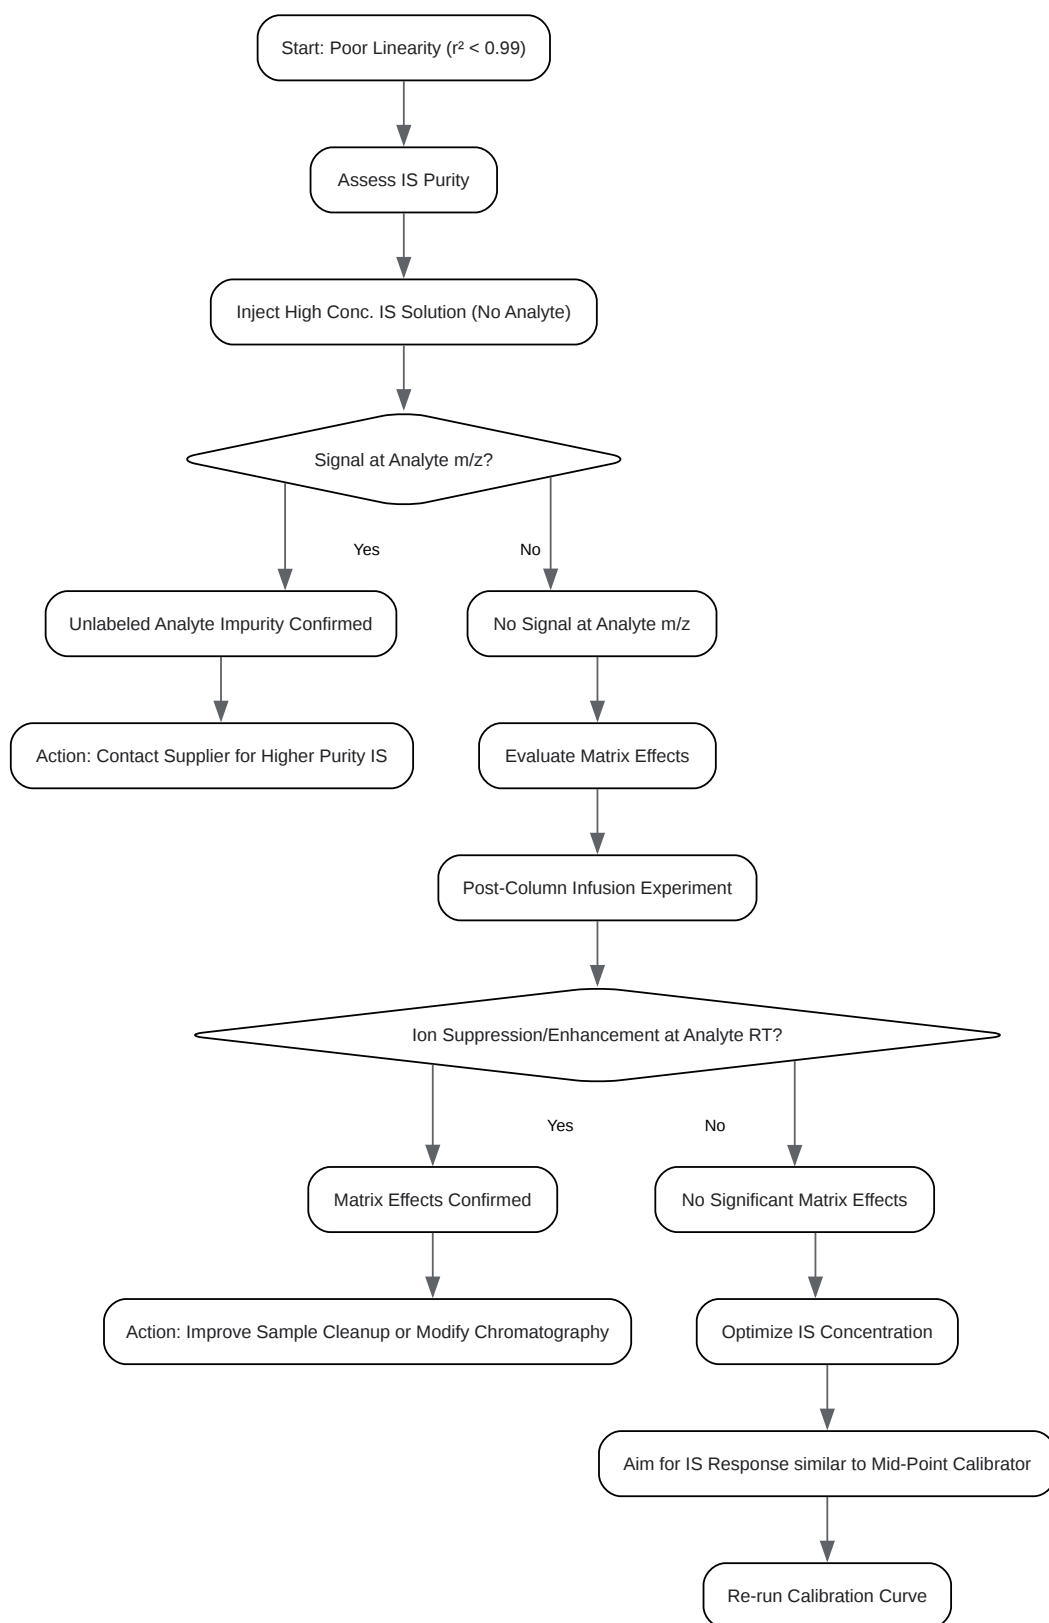 Start: Poor Linearity (r² < 0.99)
Assess IS Purity
Inject High Conc. IS Solution (No Analyte)
Signal at Analyte m/z?
Yes
No
Unlabeled Analyte Impurity Confirmed
No Signal at Analyte m/z
Action: Contact Supplier for Higher Purity IS
Evaluate Matrix Effects
Post-Column Infusion Experiment
Ion Suppression/Enhancement at Analyte RT?
Yes
No
Matrix Effects Confirmed
No Significant Matrix Effects
Action: Improve Sample Cleanup or Modify Chromatography
Optimize IS Concentration
Aim for IS Response similar to Mid-Point Calibrator
Re-run Calibration Curve